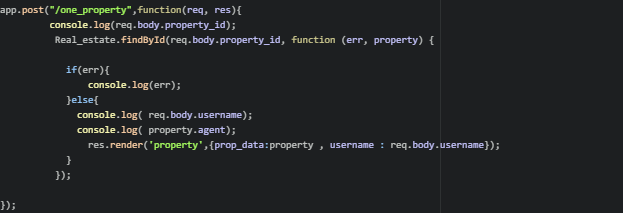 app.post("/one_property",function(req, res){
console.log(req.body.property_id);
Real_estate.findById(req.body.property_id, function (err, property) {
if(err){
console.log(err);
}else{
console.log( req.body.username);
console.log( property.agent);
res.render('property',{prop_data:property , username : req.body.username});
}
});
});